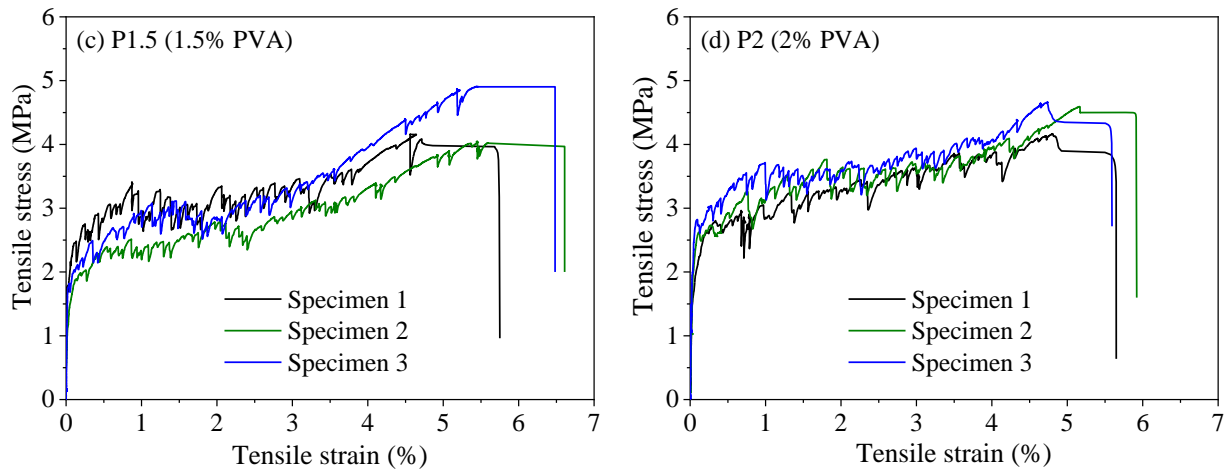 (c) P1.5 (1.5% PVA)
Tensile stress (MPa)
6
5
4
3
2
1
0
Specimen 1
Specimen 2
Specimen 3
0 1 2 3 4 5 6 7
Tensile strain (%)
(d) P2 (2% PVA)
Tensile stress (MPa)
6
5
4
3
2
1
0
Specimen 1
Specimen 2
Specimen 3
0 1 2 3 4 5 6 7
Tensile strain (%)